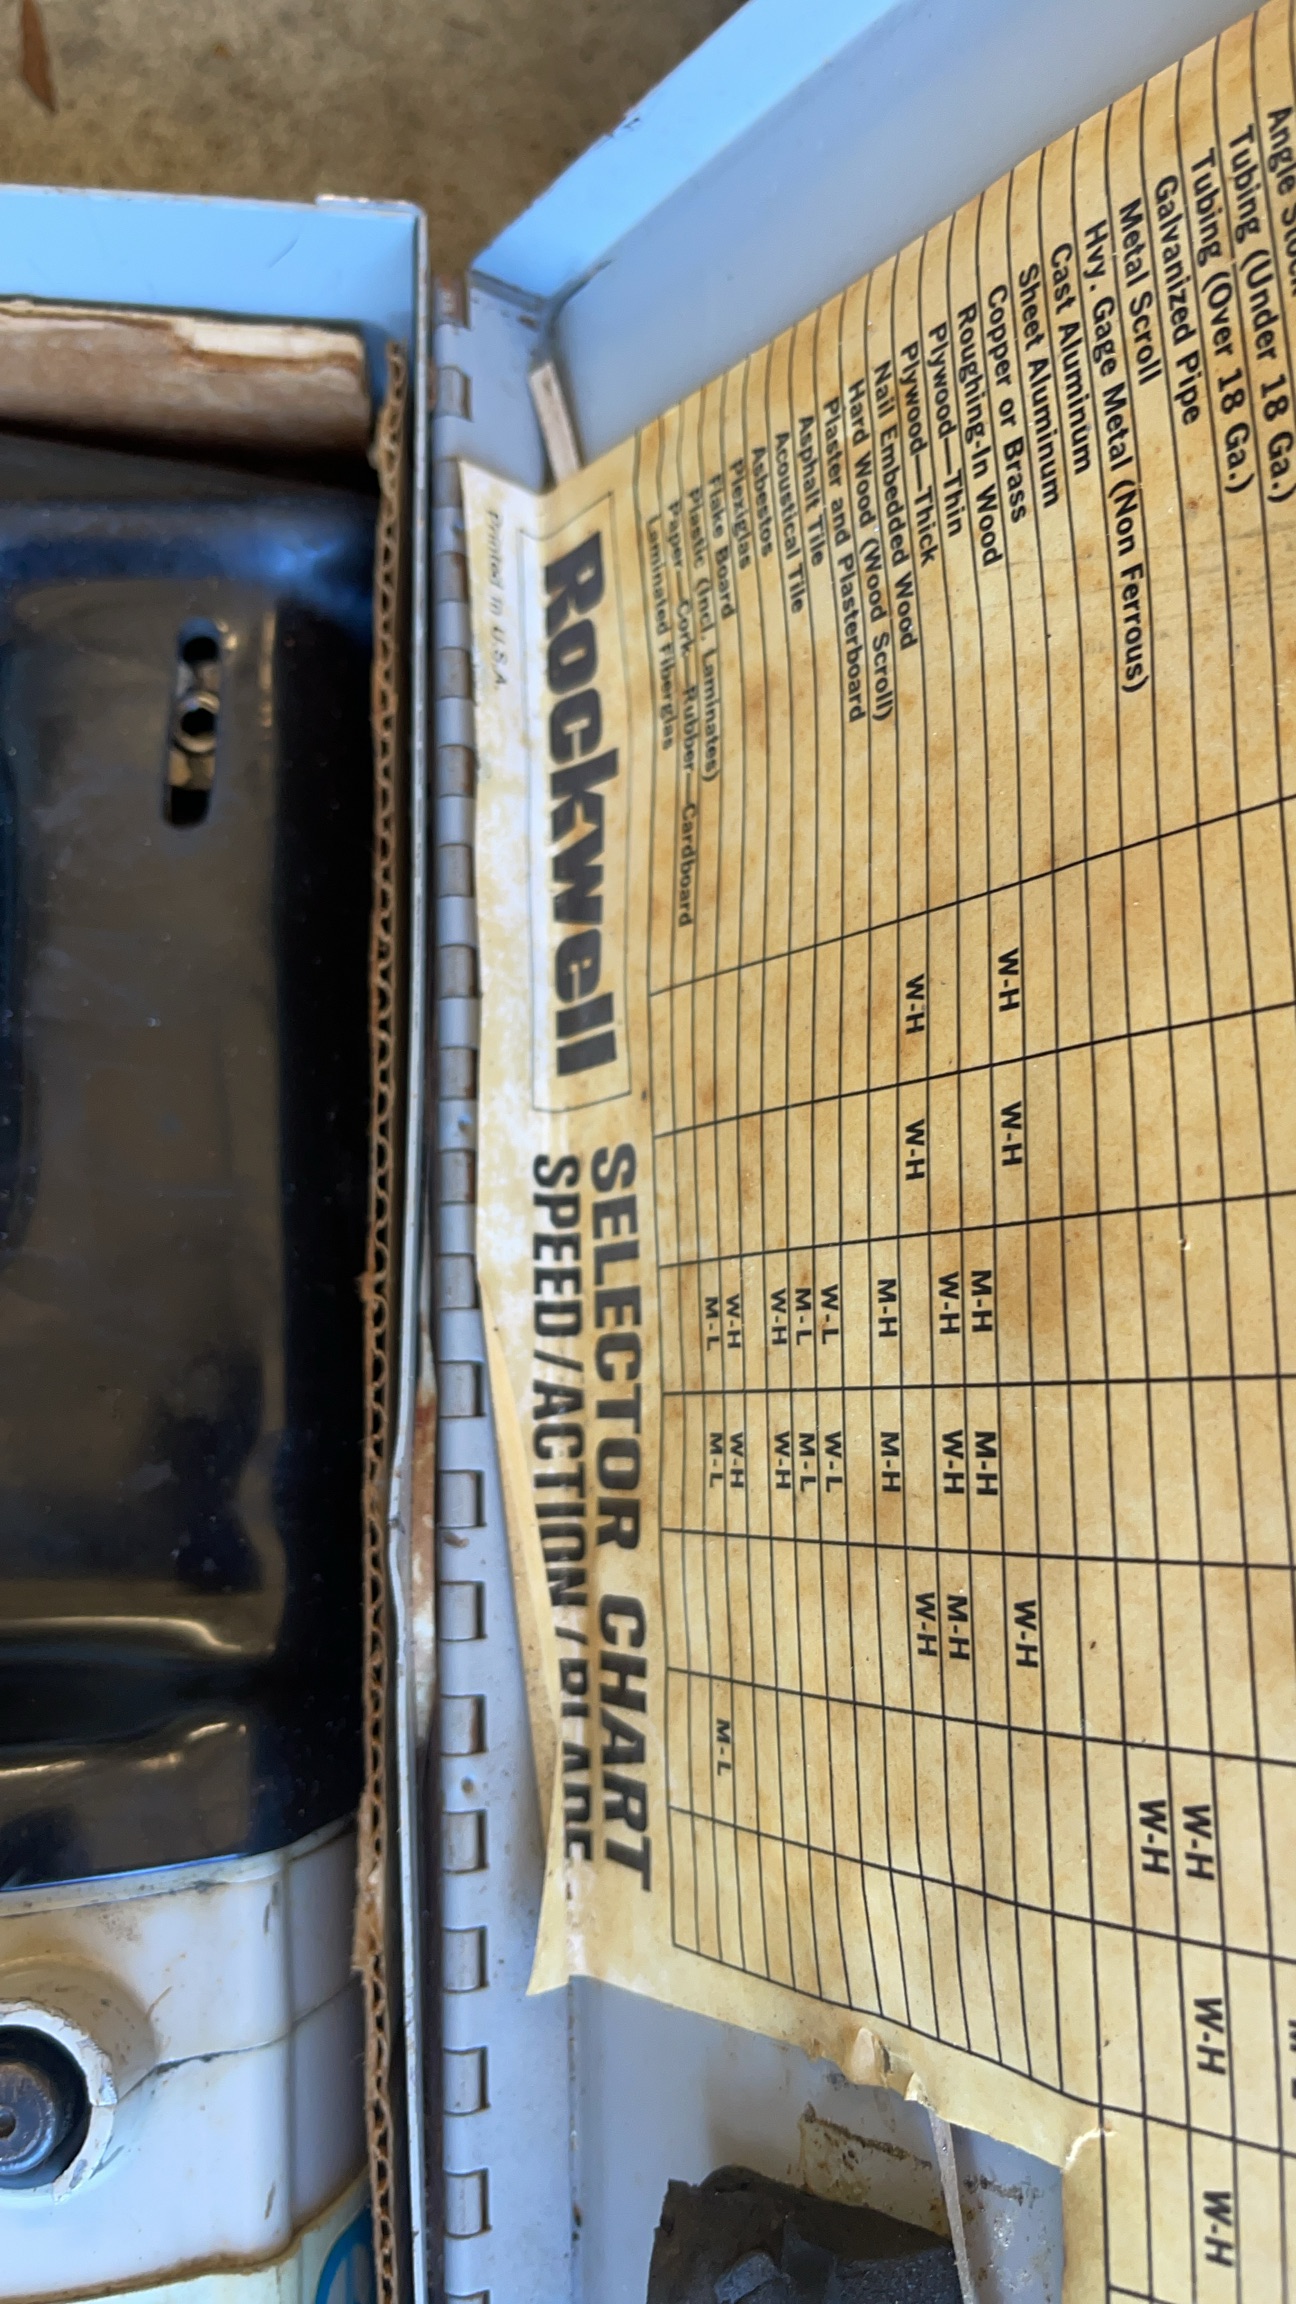 Tubing (Under 18 Ga.)
Tubing (Over 18 Ga.)
Galvanized Pipe
Metal Scroll W-H W-H W-H
Hvy. Gage Metal (Non Ferrous) W-H
Cast Aluminum
Sheet Aluminum
Copper or Brass
Roughing-In Wood W-H W-H W-H
Plywood—Thin M-H M-H
Plywood—Thick W-H W-H M-H
Nail Embedded Wood W-H W-H W-H
Hard Wood (Wood Scroll) M-H M-H
Plaster and Plasterboard
Asphalt Tile W-L W-L
Acoustical Tile M-L M-L
Asbestos W-H W-H
Plexiglas
Flake Board W-H W-H
Plastic (Incl. Laminates) M-L M-L M-L
Paper—Cork—Rubber—Cardboard
Laminated Fiberglas
Rockwell
SELECTOR CHART
SPEED/ACTION/BLADE
Printed in U.S.A.